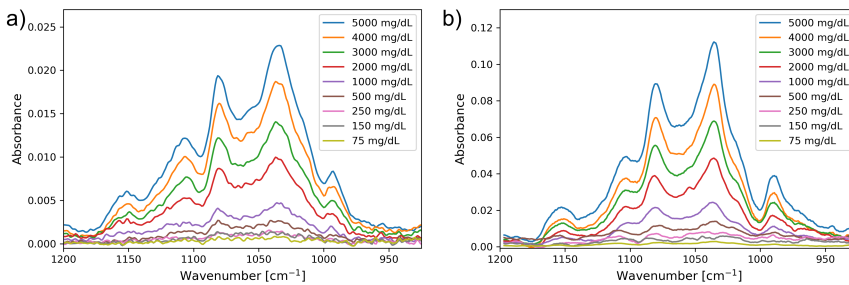 a)
Absorbance
0.025
0.020
0.015
0.010
0.005
0.000
1200
1150
1100
1050
1000
950
Wavenumber [cm⁻¹]
5000 mg/dL
4000 mg/dL
3000 mg/dL
2000 mg/dL
1000 mg/dL
500 mg/dL
250 mg/dL
150 mg/dL
75 mg/dL
b)
Absorbance
0.12
0.10
0.08
0.06
0.04
0.02
0.00
1200
1150
1100
1050
1000
950
Wavenumber [cm⁻¹]
5000 mg/dL
4000 mg/dL
3000 mg/dL
2000 mg/dL
1000 mg/dL
500 mg/dL
250 mg/dL
150 mg/dL
75 mg/dL